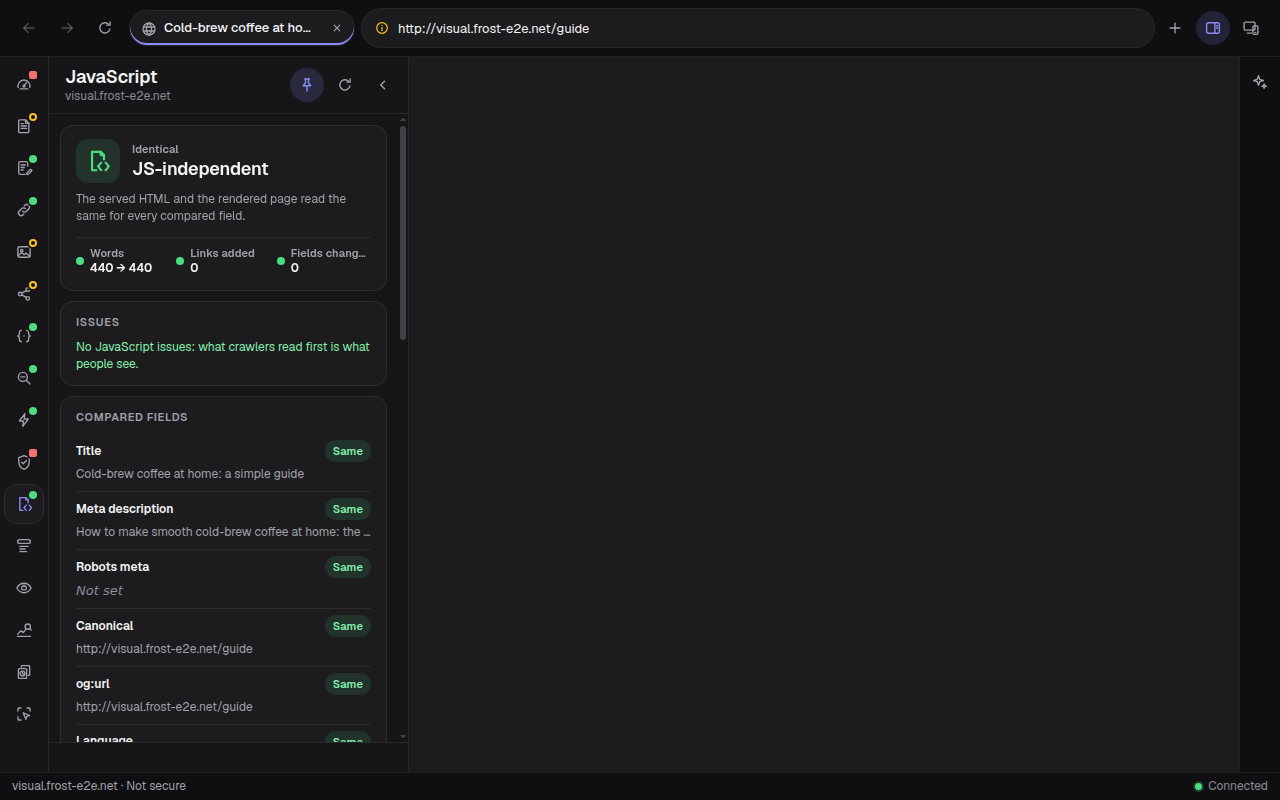 Cold-brew coffee at ho...
http://visual.frost-e2e.net/guide
JavaScript
visual.frost-e2e.net
Identical
JS-independent
The served HTML and the rendered page read the
same for every compared field.
Words
440 → 440
Links added
0
Fields chang...
0
ISSUES
No JavaScript issues: what crawlers read first is what
people see.
COMPARED FIELDS
Title
Same
Cold-brew coffee at home: a simple guide
Meta description
Same
How to make smooth cold-brew coffee at home: the ...
Robots meta
Same
Not set
Canonical
Same
http://visual.frost-e2e.net/guide
og:url
Same
http://visual.frost-e2e.net/guide
Language
Same
visual.frost-e2e.net · Not secure
Connected